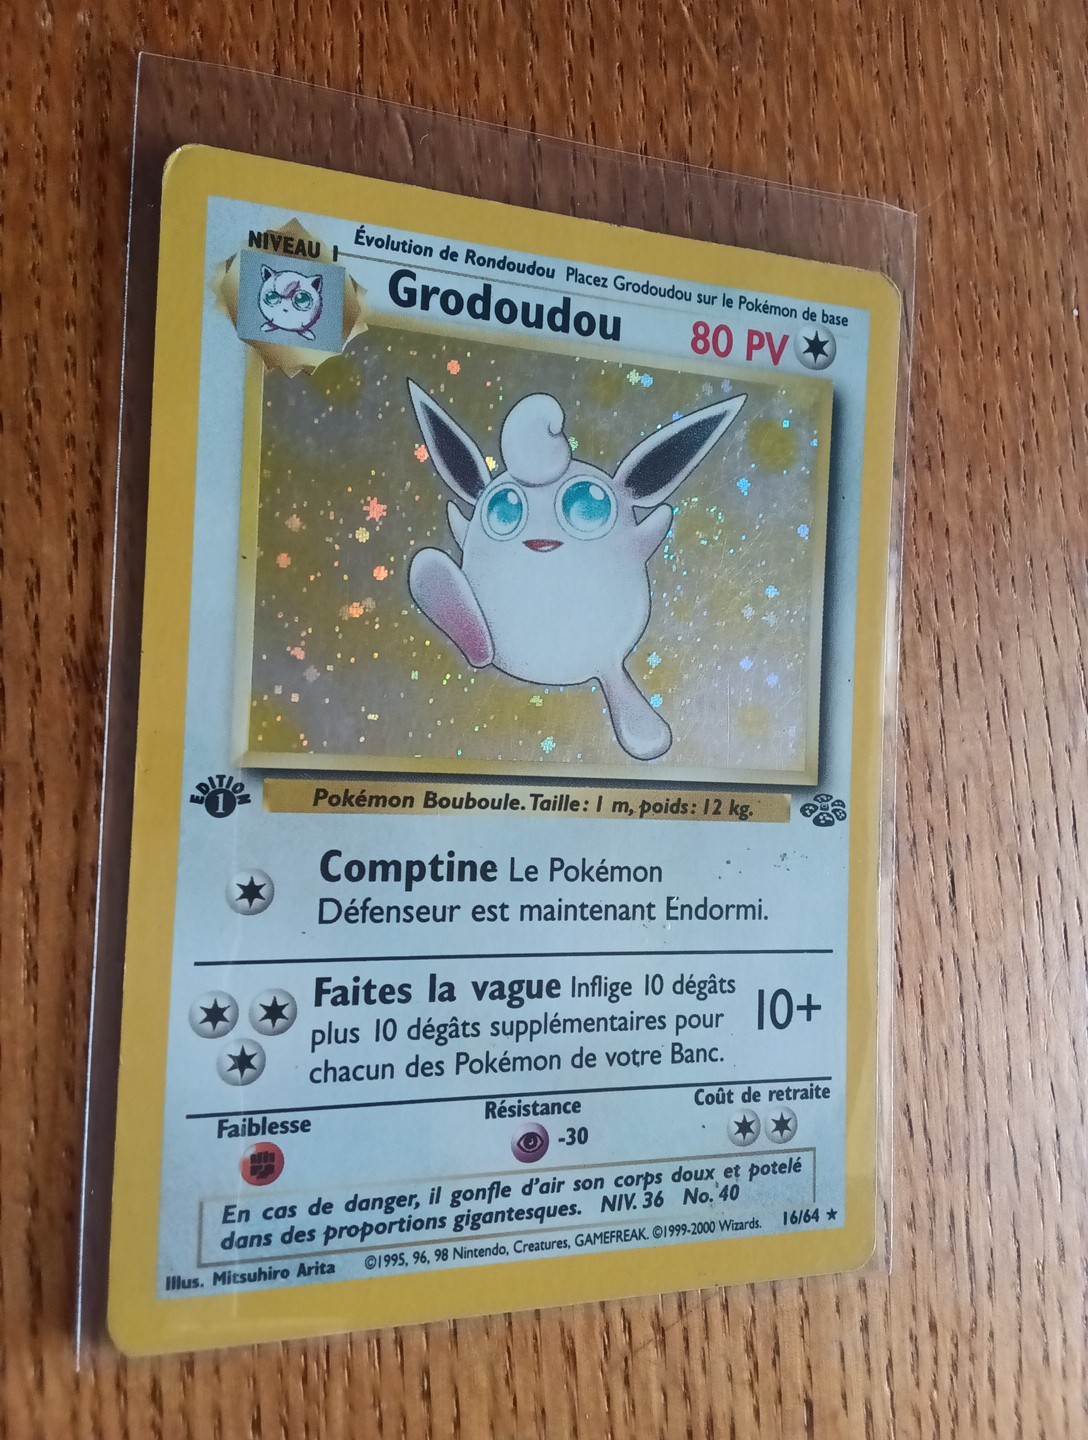 NIVEAU 1
Évolution de Rondoudou Placez Grodoudou sur le Pokémon de base
Grodoudou
80 PV
EDITION
1
Pokémon Bouboule. Taille: 1 m, poids: 12 kg.
Comptine Le Pokémon
Défenseur est maintenant Endormi.
Faites la vague Inflige 10 dégâts
plus 10 dégâts supplémentaires pour
chacun des Pokémon de votre Banc.
10+
Faiblesse
Résistance
-30
Coût de retraite
En cas de danger, il gonfle d'air son corps doux et potelé
dans des proportions gigantesques. NIV. 36 No. 40
Illus. Mitsuhiro Arita
©1995, 96, 98 Nintendo, Creatures, GAMEFREAK. ©1999-2000 Wizards.
16/64 ★